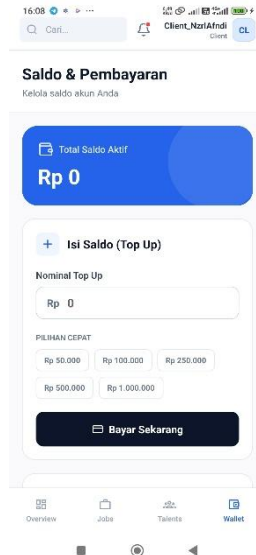 16:08
Cari...
Client_NzrlAfndi
Client
CL
Saldo & Pembayaran
Kelola saldo akun Anda
Total Saldo Aktif
Rp 0
+ Isi Saldo (Top Up)
Nominal Top Up
Rp 0
PILIHAN CEPAT
Rp 50.000 Rp 100.000 Rp 250.000
Rp 500.000 Rp 1.000.000
Bayar Sekarang
Overview Jobs Talents Wallet